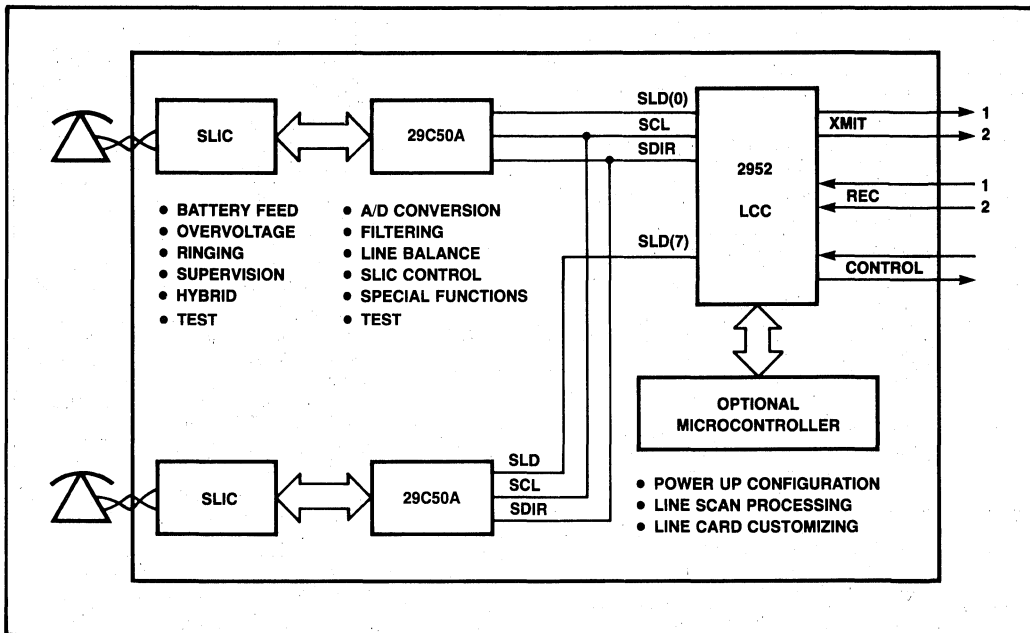 SLIC
29C50A
SLD(0)
SCL
SDIR
2952
LCC
XMIT
1
2
REC
1
2
CONTROL
SLD(7)
• BATTERY FEED
• OVERVOLTAGE
• RINGING
• SUPERVISION
• HYBRID
• TEST
• A/D CONVERSION
• FILTERING
• LINE BALANCE
• SLIC CONTROL
• SPECIAL FUNCTIONS
• TEST
OPTIONAL
MICROCONTROLLER
• POWER UP CONFIGURATION
• LINE SCAN PROCESSING
• LINE CARD CUSTOMIZING
SLIC
29C50A
SLD
SCL
SDIR